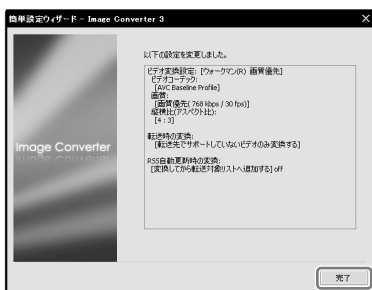 簡単設定ウィザード - Image Converter 3
以下の設定を変更しました。
ビデオ変換設定: [ウォークマン(R) 画質優先]
ビデオコーデック:
[AVC Baseline Profile]
画質:
[画質優先( 768 kbps / 30 fps)]
縦横比(アスペクト比):
[4 : 3]
転送時の変換:
[転送先でサポートしていないビデオのみ変換する]
RSS自動更新時の変換:
[変換してから転送対象リストへ追加する] off
Image Converter
完了